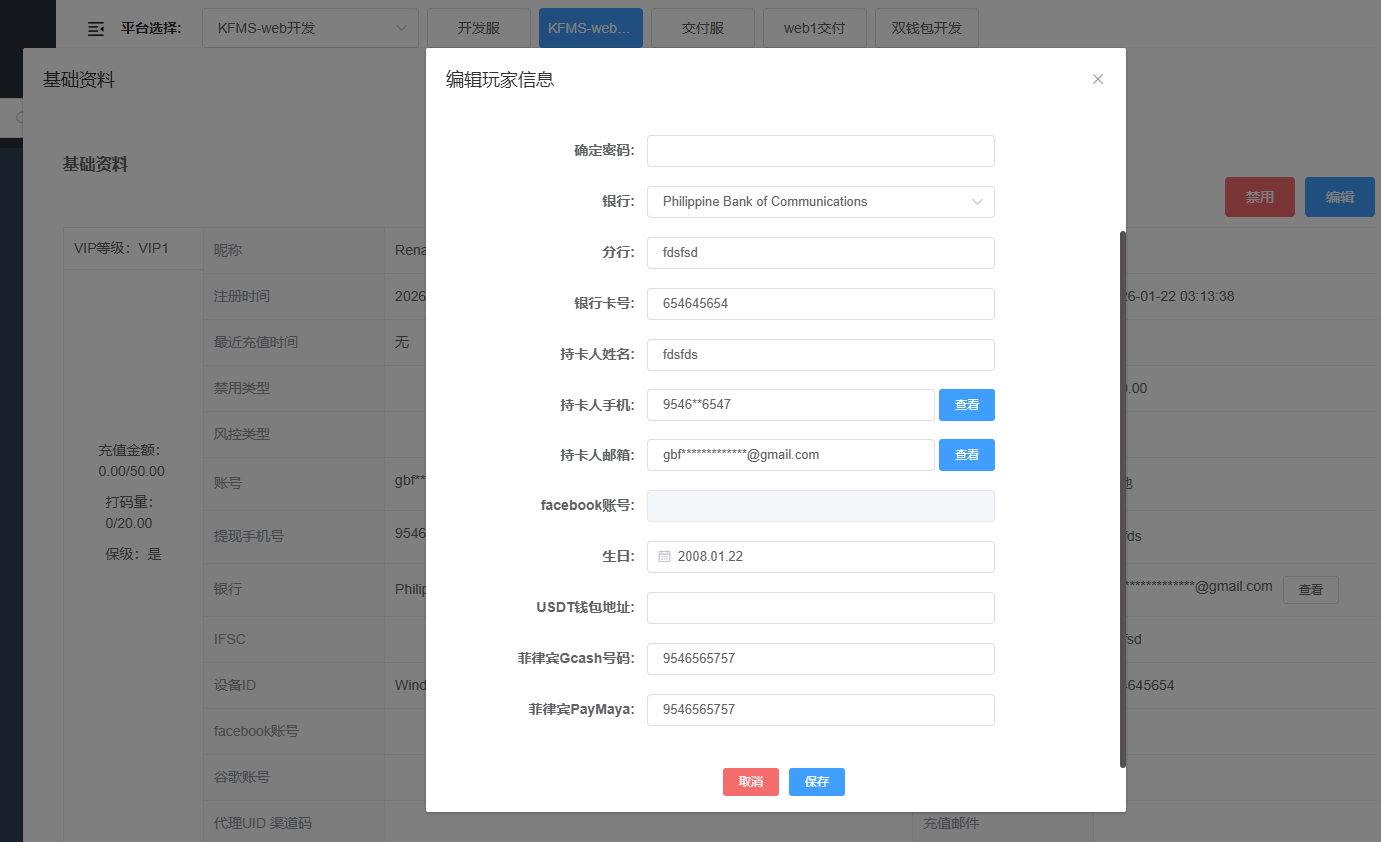 平台选择: KFMS-web开发 开发服 KFMS-web... 交付服 web1交付 双钱包开发
基础资料
编辑玩家信息
基础资料
禁用 编辑
确定密码:
银行: Philippine Bank of Communications
分行: fdsfsd
银行卡号: 654645654
持卡人姓名: fdsfds
持卡人手机: 9546**6547 查看
持卡人邮箱: gbf*************@gmail.com 查看
facebook账号:
生日: 2008.01.22
USDT钱包地址:
菲律宾Gcash号码: 9546565757
菲律宾PayMaya: 9546565757
取消 保存
VIP等级：VIP1
充值金额:
0.00/50.00
打码量:
0/20.00
保级：是
昵称 Rena
注册时间 2026 6-01-22 03:13:38
最近充值时间 无
禁用类型 0.00
风控类型
账号 gbf**
提现手机号 9546 fds
银行 Philip *************@gmail.com 查看
IFSC fsd
设备ID Wind 645654
facebook账号
谷歌账号
代理UID 渠道码 充值邮件